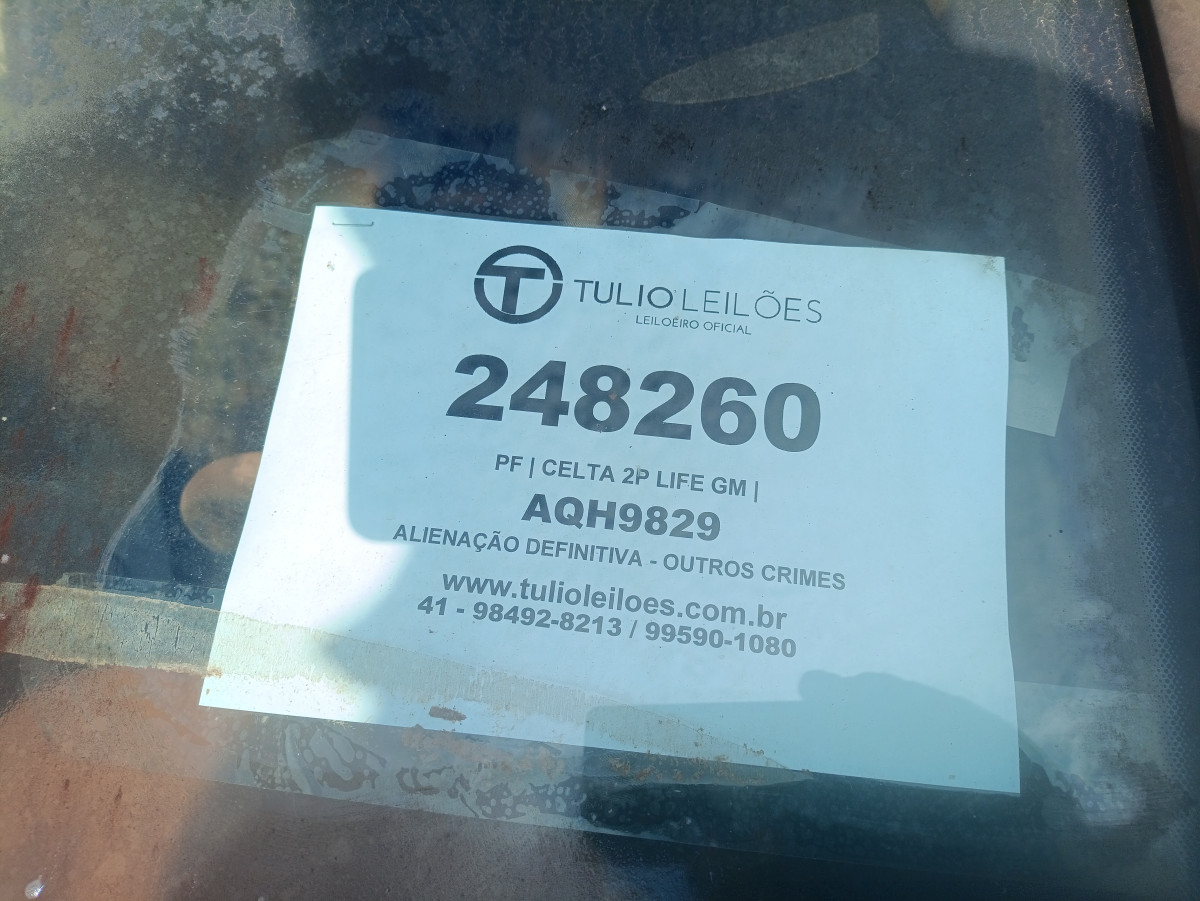 TULIO LEILÕES
LEILOEIRO OFICIAL
248260
PF | CELTA 2P LIFE GM |
AQH9829
ALIENAÇÃO DEFINITIVA - OUTROS CRIMES
www.tulioleiloes.com.br
41 - 98492-8213 / 99590-1080